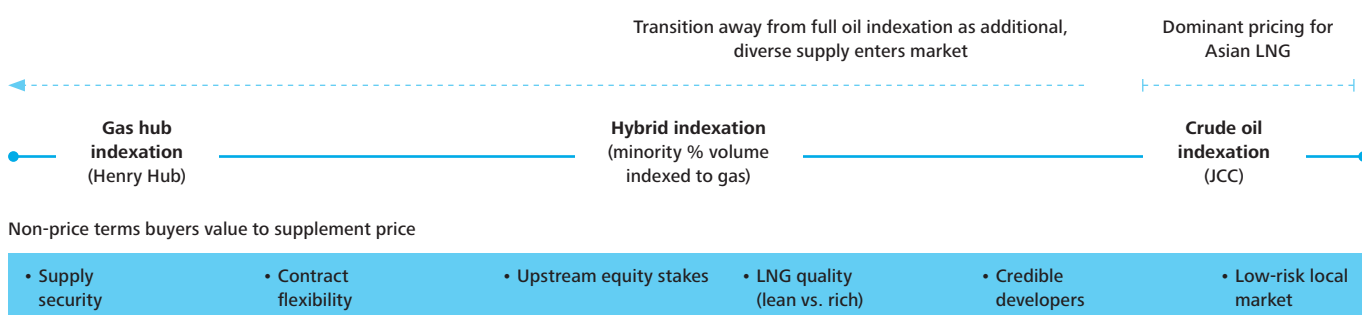 Transition away from full oil indexation as additional,
diverse supply enters market
Dominant pricing for
Asian LNG
Gas hub
indexation
(Henry Hub)
Hybrid indexation
(minority % volume
indexed to gas)
Crude oil
indexation
(JCC)
Non-price terms buyers value to supplement price
• Supply
security
• Contract
flexibility
• Upstream equity stakes
• LNG quality
(lean vs. rich)
• Credible
developers
• Low-risk local
market